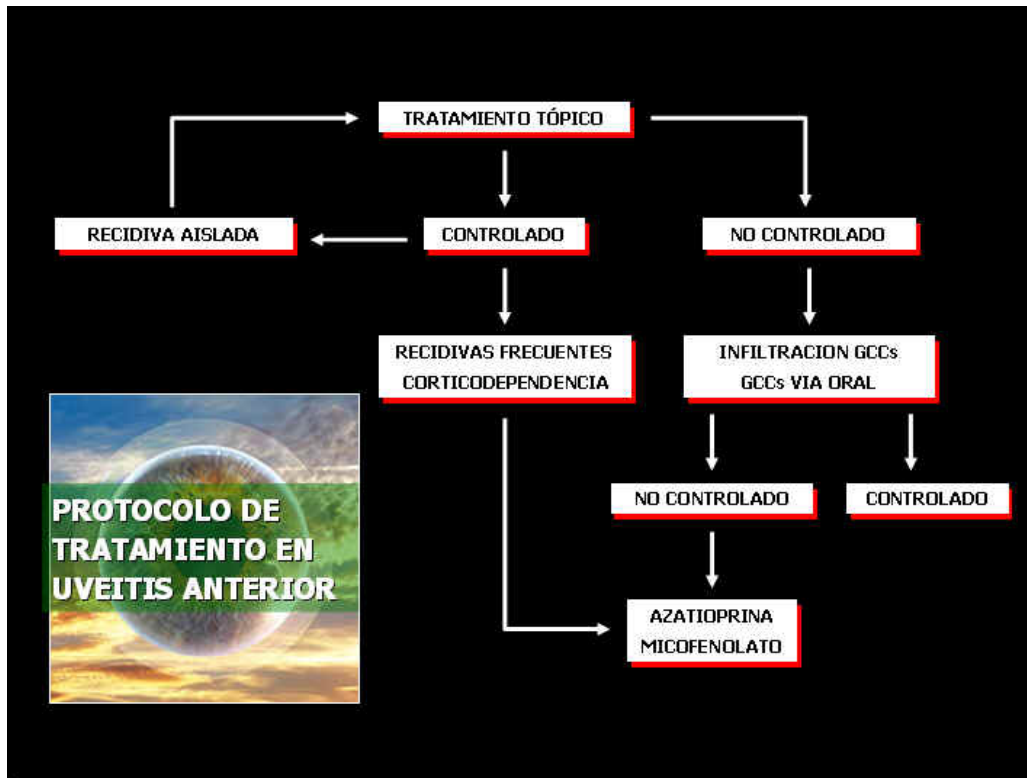 TRATAMIENTO TÓPICO
RECIDIVA AISLADA
CONTROLADO
NO CONTROLADO
RECIDIVAS FRECUENTES
CORTICODEPENDENCIA
INFILTRACION GCCs
GCCs VIA ORAL
NO CONTROLADO
CONTROLADO
PROTOCOLO DE
TRATAMIENTO EN
UVEITIS ANTERIOR
AZATIOPRINA
MICOFENOLATO